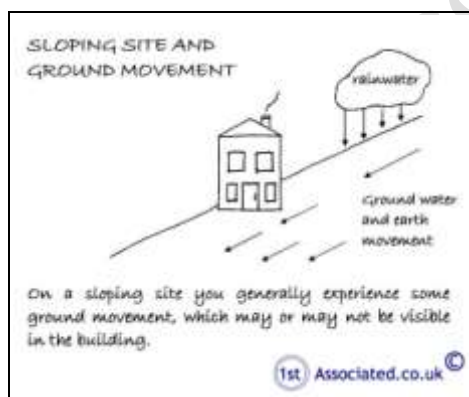 SLOPING SITE AND
GROUND MOVEMENT
rainwater
Ground water
and earth
movement
On a sloping site you generally experience some
ground movement, which may or may not be visible
in the building.
1st Associated.co.uk ©